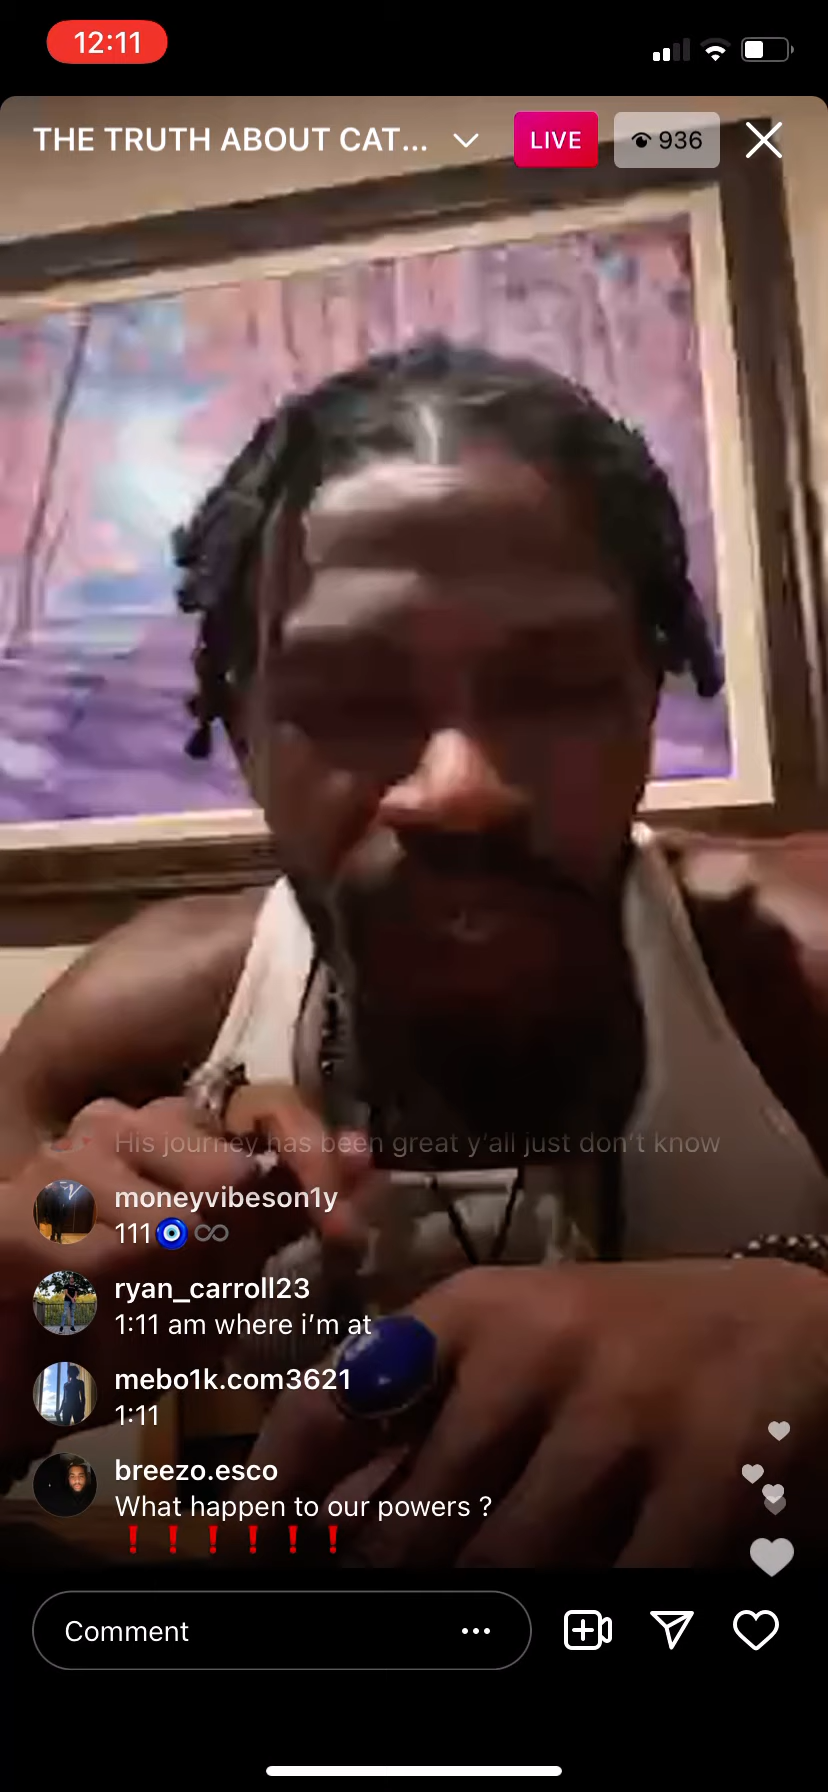 12:11
THE TRUTH ABOUT CAT...
LIVE
936
His journey has been great y'all just don't know
moneyvibeson1y
111🧿♾
ryan_carroll23
1:11 am where i'm at
mebo1k.com3621
1:11
breezo.esco
What happen to our powers ?
❗❗❗❗❗❗
Comment